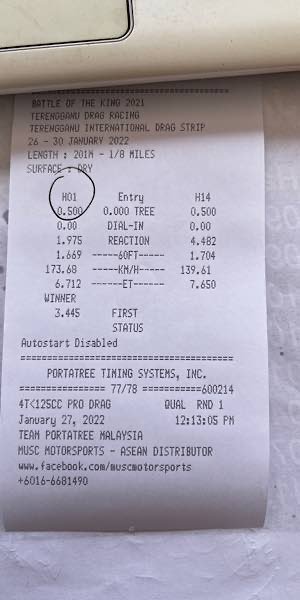 BATTLE OF THE KING 2021
TERENGGANU DRAG RACING
TERENGGANU INTERNATIONAL DRAG STRIP
26 - 30 JANUARY 2022
LENGTH : 201M - 1/8 MILES
SURFACE : DRY
H01 Entry H14
0.500 0.000 TREE 0.500
0.00 DIAL-IN 0.00
1.975 REACTION 4.482
1.669 -----60FT----- 1.704
173.68 -----KM/H----- 139.61
6.712 ------ET------ 7.650
WINNER
3.445 FIRST
STATUS
Autostart Disabled
=====================================
PORTATREE TIMING SYSTEMS, INC.
================ 77/78 ===========600214
4T<125CC PRO DRAG QUAL RND 1
January 27, 2022 12:13:05 PM
TEAM PORTATREE MALAYSIA
MUSC MOTORSPORTS - ASEAN DISTRIBUTOR
www.facebook.com/muscmotorsports
+6016-6681490